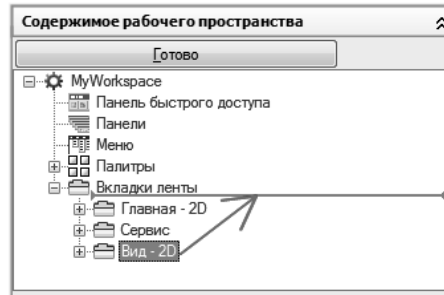 Содержимое рабочего пространства
Готово
MyWorkspace
Панель быстрого доступа
Панели
Меню
Палитры
Вкладки ленты
Главная - 2D
Сервис
Вид - 2D